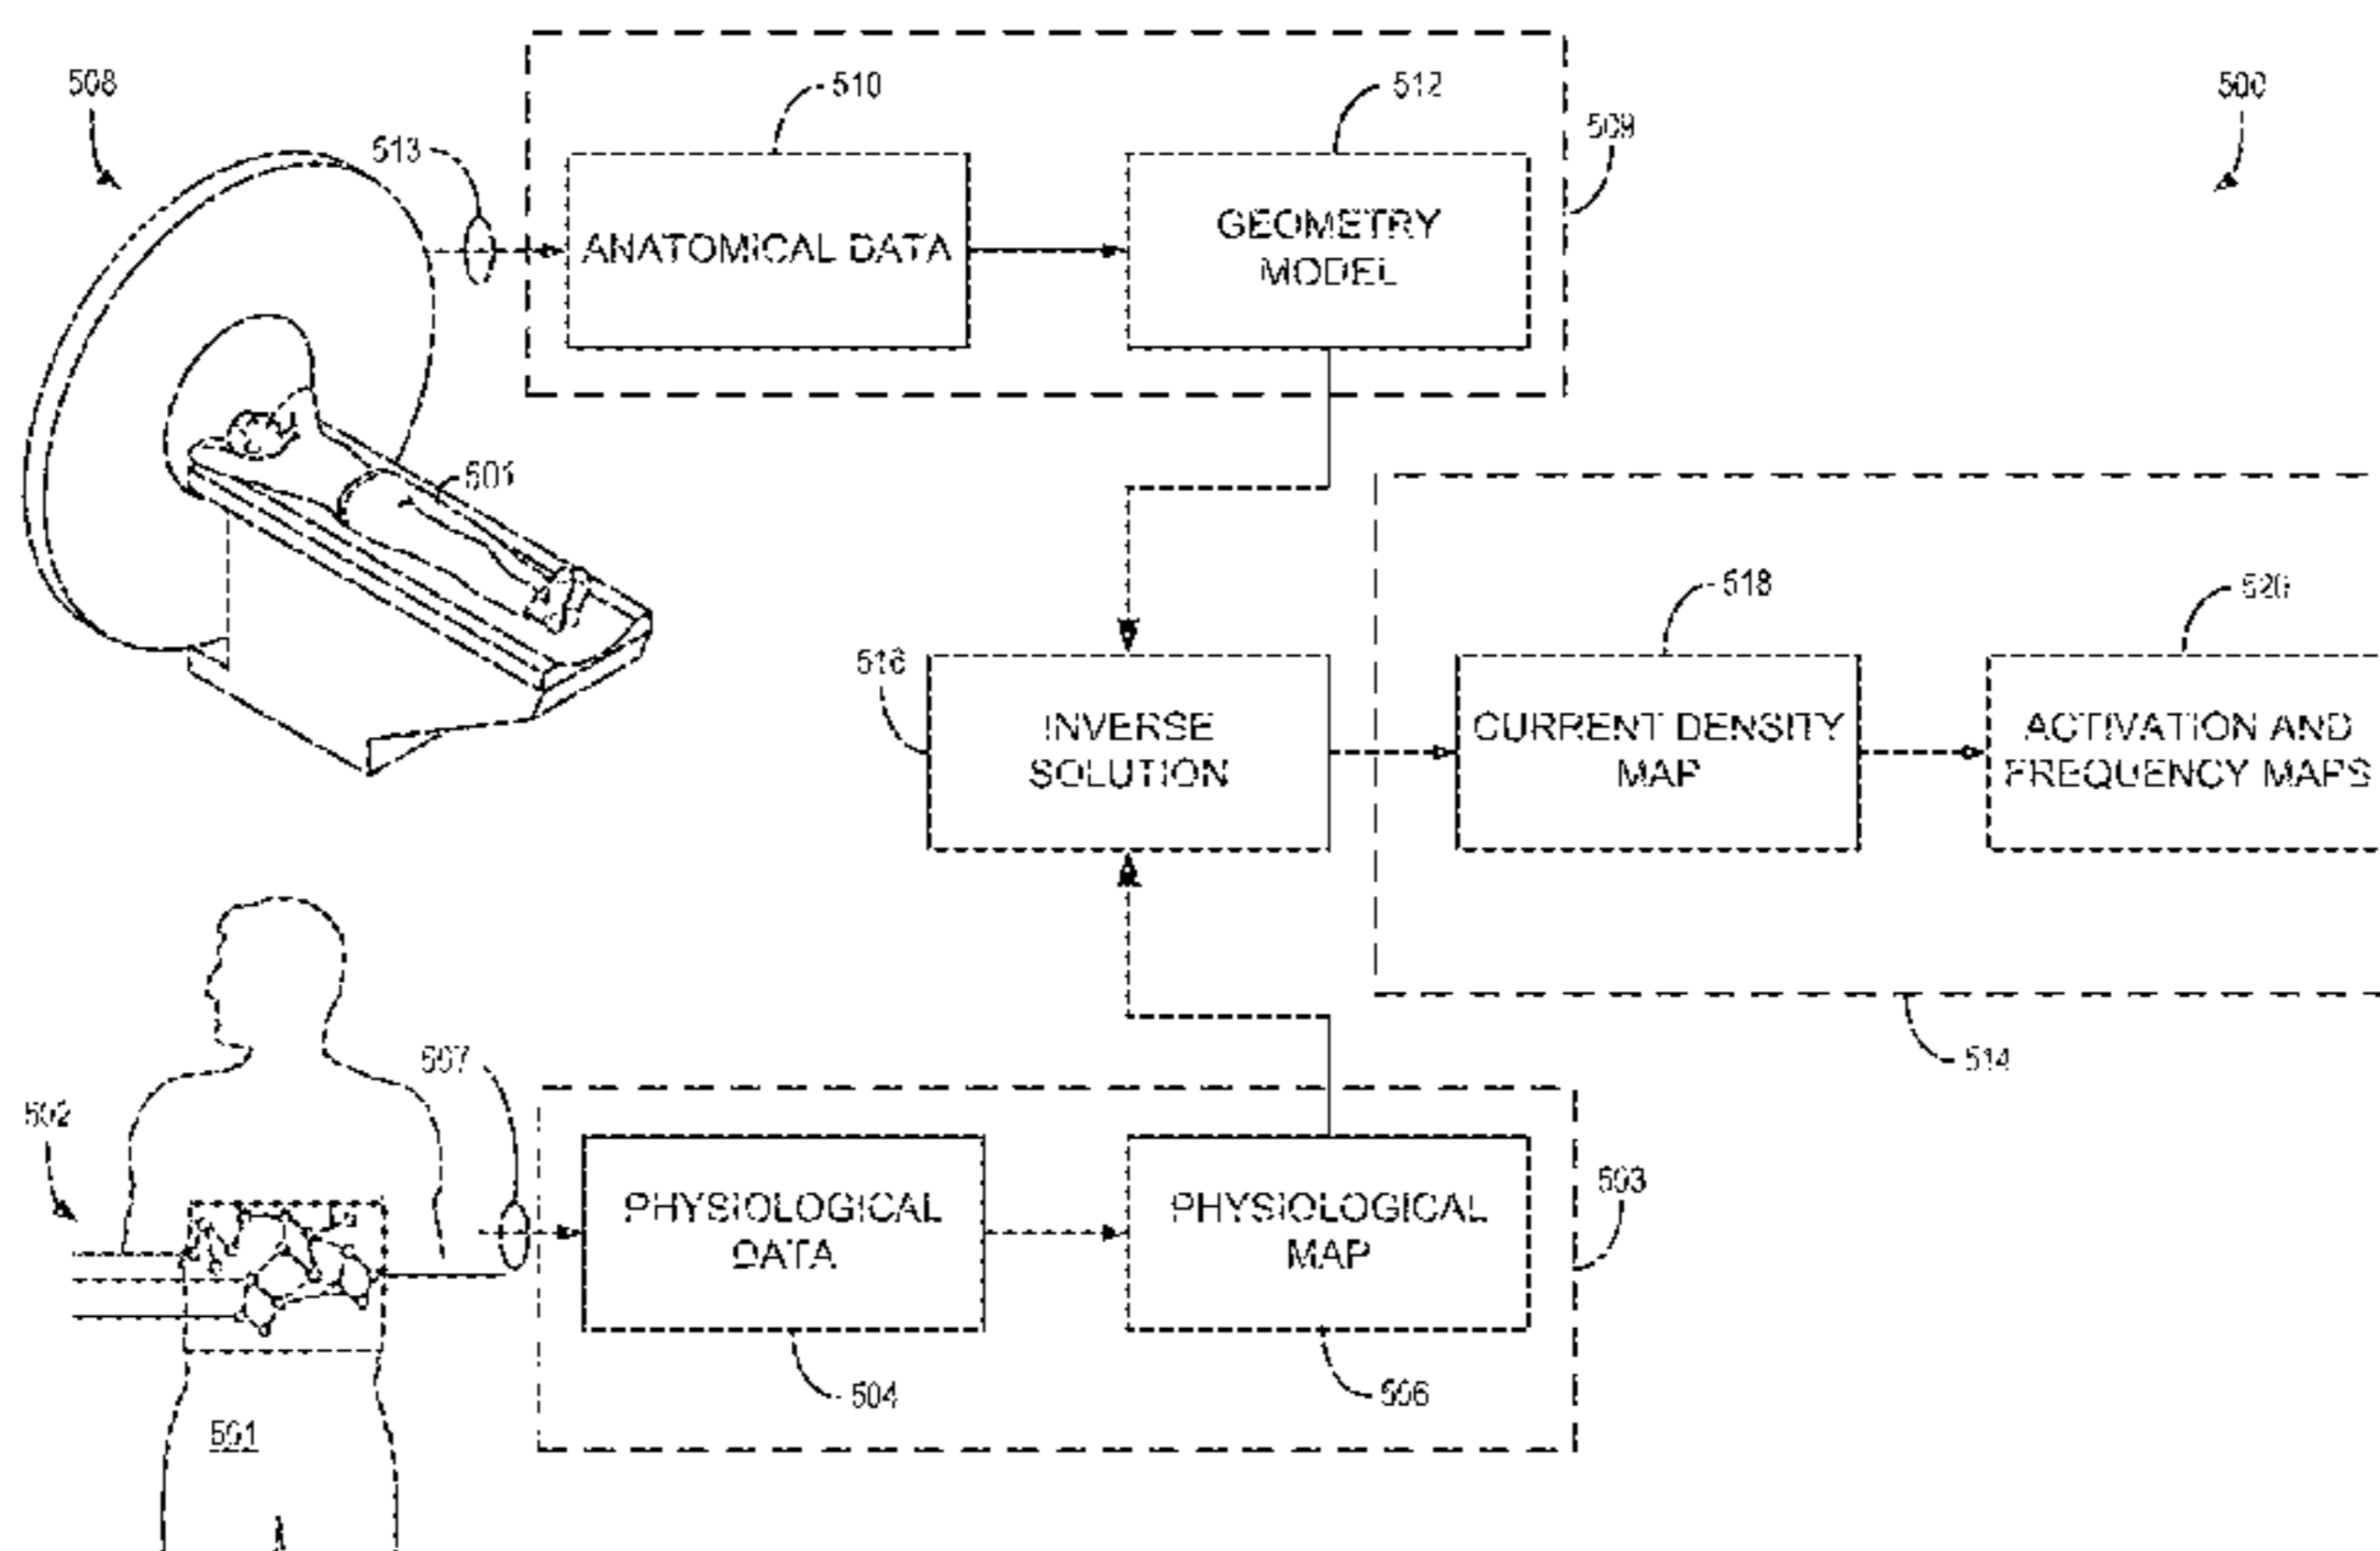 508
510
512
500
513
509
ANATOMICAL DATA
GEOMETRY
MODEL
501
518
520
516
INVERSE
SOLUTION
CURRENT DENSITY
MAP
ACTIVATION AND
FREQUENCY MAPS
507
514
502
503
PHYSIOLOGICAL
DATA
PHYSIOLOGICAL
MAP
504
506
501